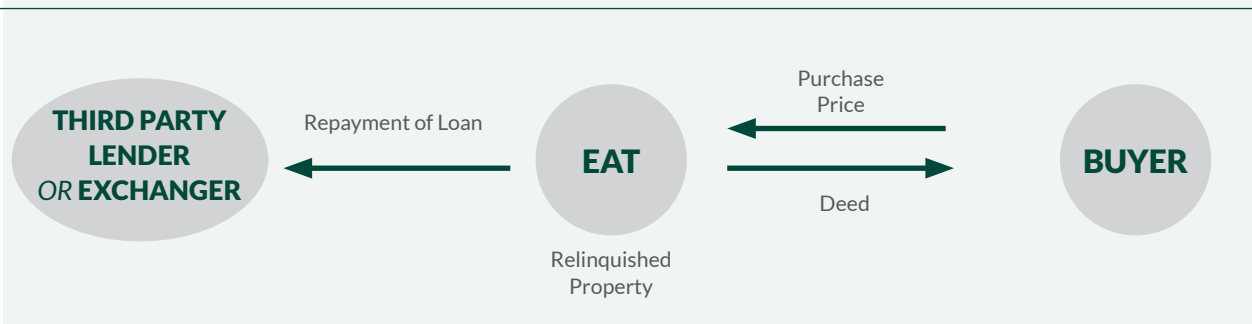 THIRD PARTY
LENDER
OR EXCHANGER
Repayment of Loan
EAT
Relinquished
Property
Purchase
Price
Deed
BUYER